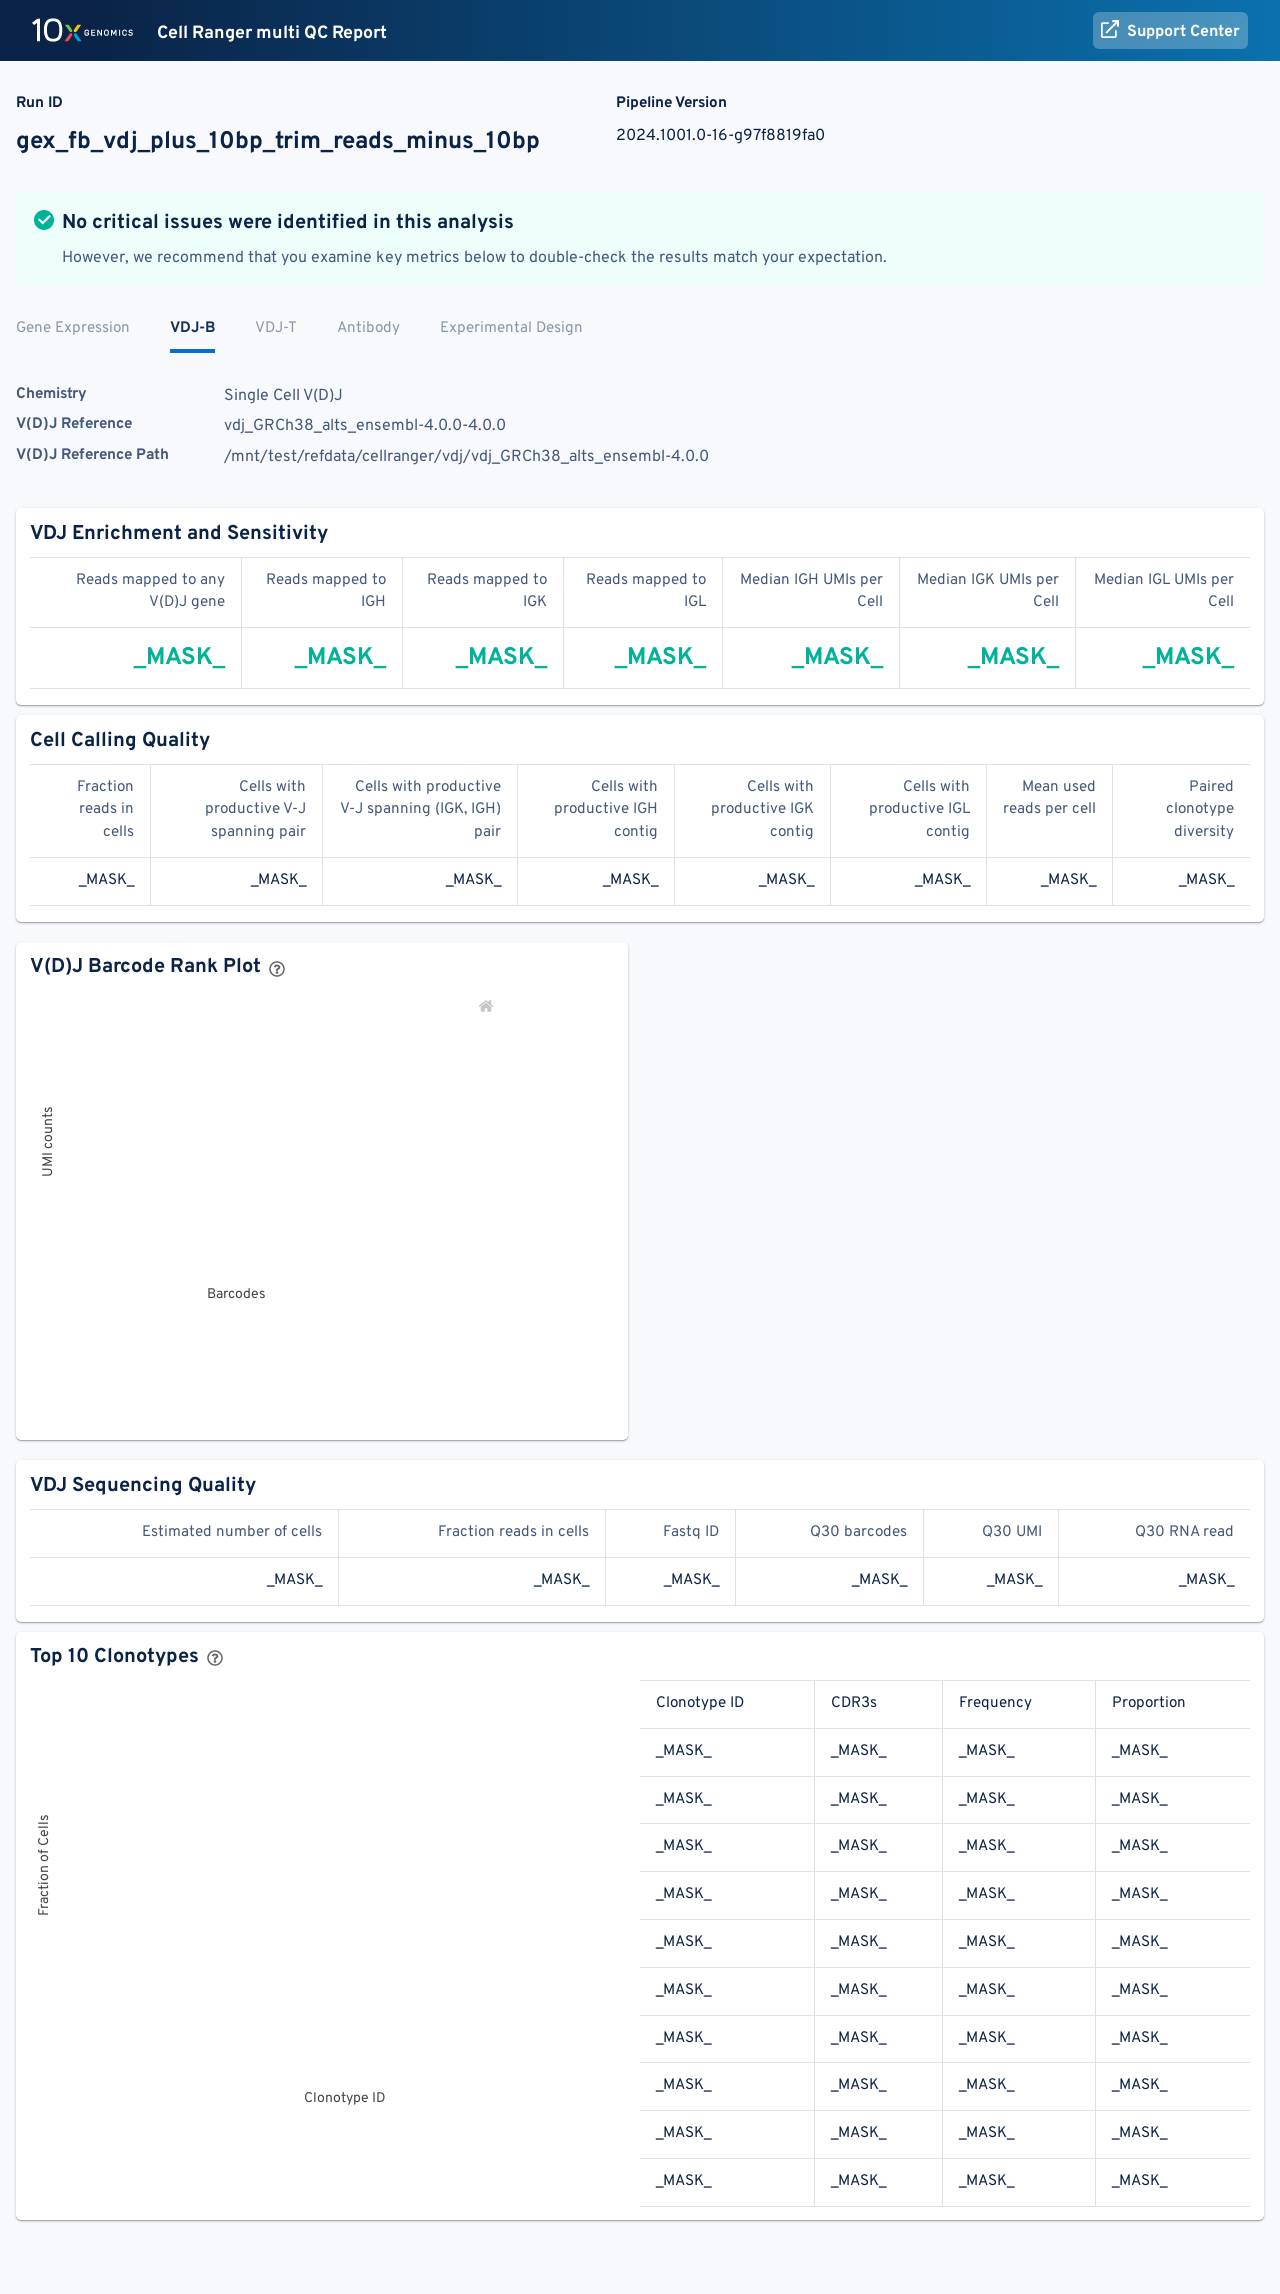 10x GENOMICS Cell Ranger multi QC Report Support Center
Run ID Pipeline Version
gex_fb_vdj_plus_10bp_trim_reads_minus_10bp 2024.1001.0-16-g97f8819fa0
No critical issues were identified in this analysis
However, we recommend that you examine key metrics below to double-check the results match your expectation.
Gene Expression VDJ-B VDJ-T Antibody Experimental Design
Chemistry Single Cell V(D)J
V(D)J Reference vdj_GRCh38_alts_ensembl-4.0.0-4.0.0
V(D)J Reference Path /mnt/test/refdata/cellranger/vdj/vdj_GRCh38_alts_ensembl-4.0.0
VDJ Enrichment and Sensitivity
Reads mapped to any Reads mapped to Reads mapped to Reads mapped to Median IGH UMIs per Median IGK UMIs per Median IGL UMIs per
V(D)J gene IGH IGK IGL Cell Cell Cell
_MASK_ _MASK_ _MASK_ _MASK_ _MASK_ _MASK_ _MASK_
Cell Calling Quality
Fraction Cells with Cells with productive Cells with Cells with Cells with Mean used Paired
reads in productive V-J V-J spanning (IGK, IGH) productive IGH productive IGK productive IGL reads per cell clonotype
cells spanning pair pair contig contig contig diversity
_MASK_ _MASK_ _MASK_ _MASK_ _MASK_ _MASK_ _MASK_ _MASK_
V(D)J Barcode Rank Plot ?
UMI counts
Barcodes
VDJ Sequencing Quality
Estimated number of cells Fraction reads in cells Fastq ID Q30 barcodes Q30 UMI Q30 RNA read
_MASK_ _MASK_ _MASK_ _MASK_ _MASK_ _MASK_
Top 10 Clonotypes ?
Clonotype ID CDR3s Frequency Proportion
_MASK_ _MASK_ _MASK_ _MASK_
_MASK_ _MASK_ _MASK_ _MASK_
_MASK_ _MASK_ _MASK_ _MASK_
_MASK_ _MASK_ _MASK_ _MASK_
_MASK_ _MASK_ _MASK_ _MASK_
_MASK_ _MASK_ _MASK_ _MASK_
_MASK_ _MASK_ _MASK_ _MASK_
_MASK_ _MASK_ _MASK_ _MASK_
_MASK_ _MASK_ _MASK_ _MASK_
_MASK_ _MASK_ _MASK_ _MASK_
Fraction of Cells
Clonotype ID